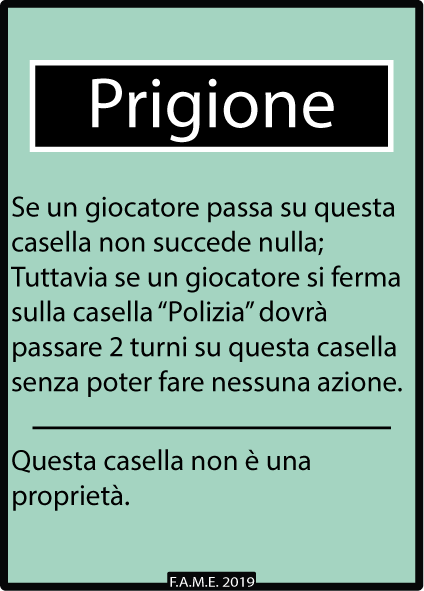 Prigione
Se un giocatore passa su questa
casella non succede nulla;
Tuttavia se un giocatore si ferma
sulla casella “Polizia” dovrà
passare 2 turni su questa casella
senza poter fare nessuna azione.
Questa casella non è una
proprietà.
F.A.M.E. 2019